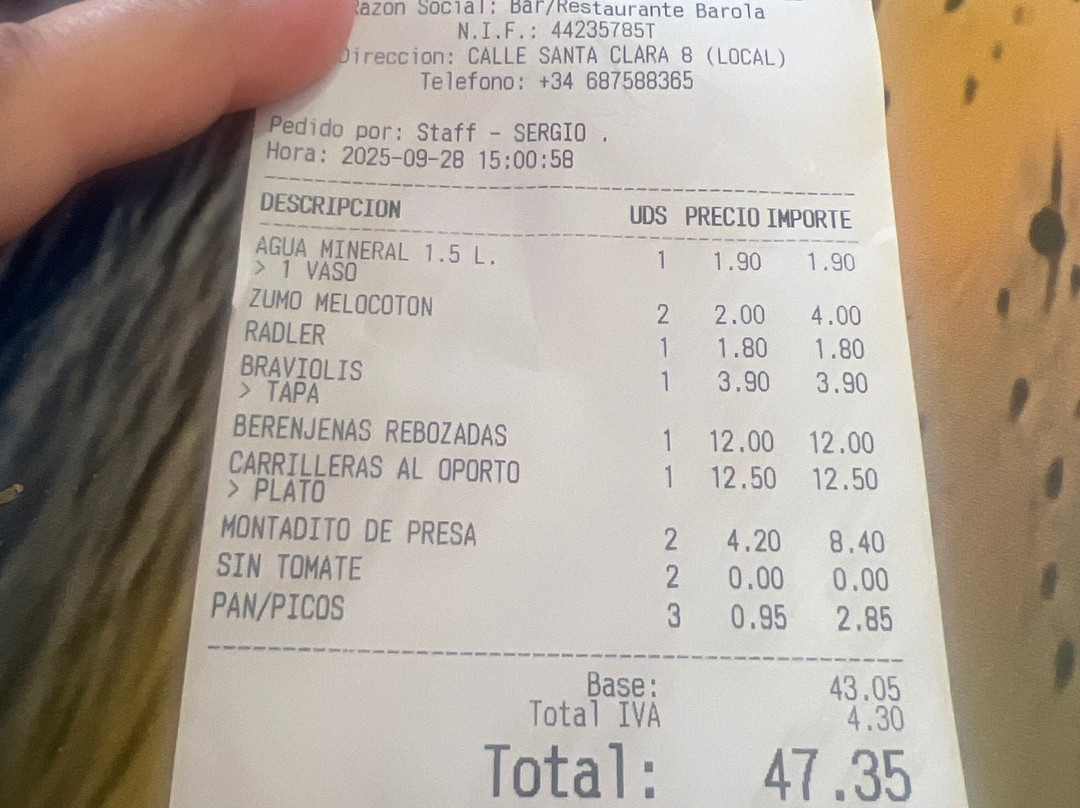 Razon Social: Bar/Restaurante Barola
N.I.F.: 44235785T
Direccion: CALLE SANTA CLARA 8 (LOCAL)
Telefono: +34 687588365
Pedido por: Staff - SERGIO .
Hora: 2025-09-28 15:00:58
DESCRIPCION UDS PRECIO IMPORTE
AGUA MINERAL 1.5 L. 1 1.90 1.90
> 1 VASO
ZUMO MELOCOTON 2 2.00 4.00
RADLER 1 1.80 1.80
BRAVIOLIS 1 3.90 3.90
> TAPA
BERENJENAS REBOZADAS 1 12.00 12.00
CARRILLERAS AL OPORTO 1 12.50 12.50
> PLATO
MONTADITO DE PRESA 2 4.20 8.40
SIN TOMATE 2 0.00 0.00
PAN/PICOS 3 0.95 2.85
Base: 43.05
Total IVA 4.30
Total: 47.35